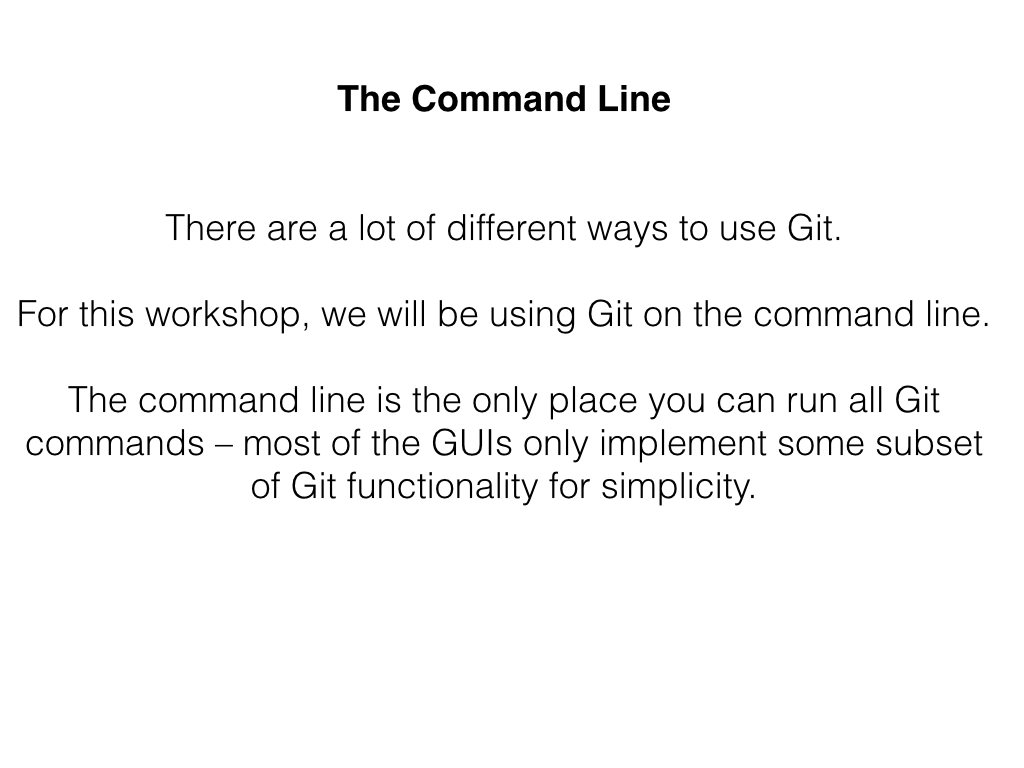 The Command Line
There are a lot of different ways to use Git.
For this workshop, we will be using Git on the command line.
The command line is the only place you can run all Git
commands – most of the GUIs only implement some subset
of Git functionality for simplicity.